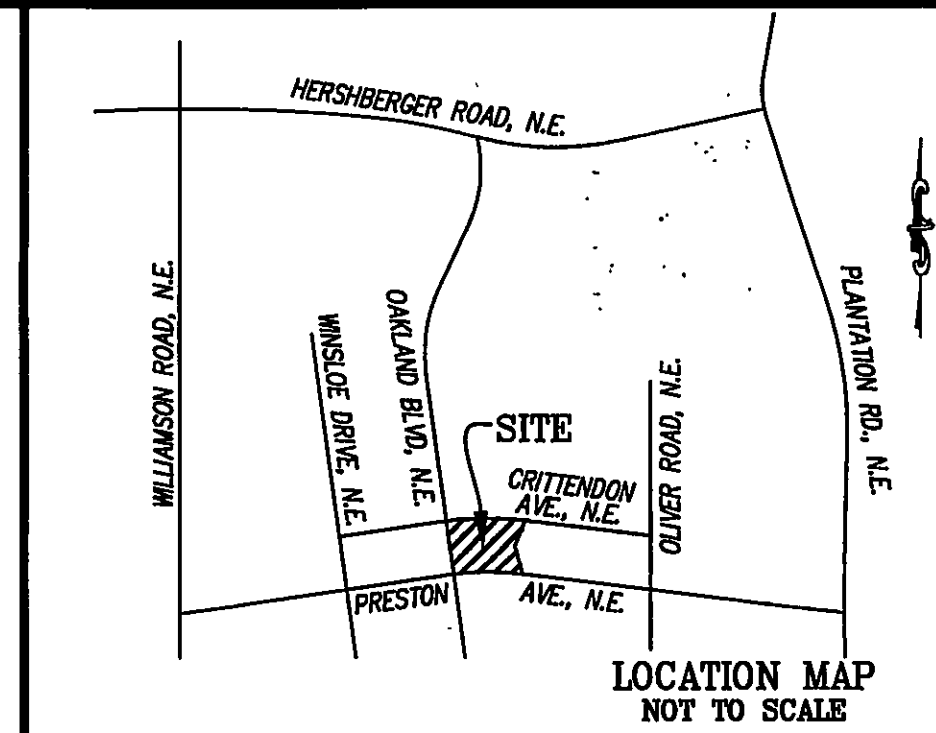 HERSHBERGER ROAD, N.E.
WILLIAMSON ROAD, N.E.
WINSLOE DRIVE, N.E.
OAKLAND BLVD, N.E.
PLANTATION RD., N.E.
OLIVER ROAD, N.E.
SITE
CRITTENDON
AVE., N.E.
PRESTON AVE., N.E.
LOCATION MAP
NOT TO SCALE